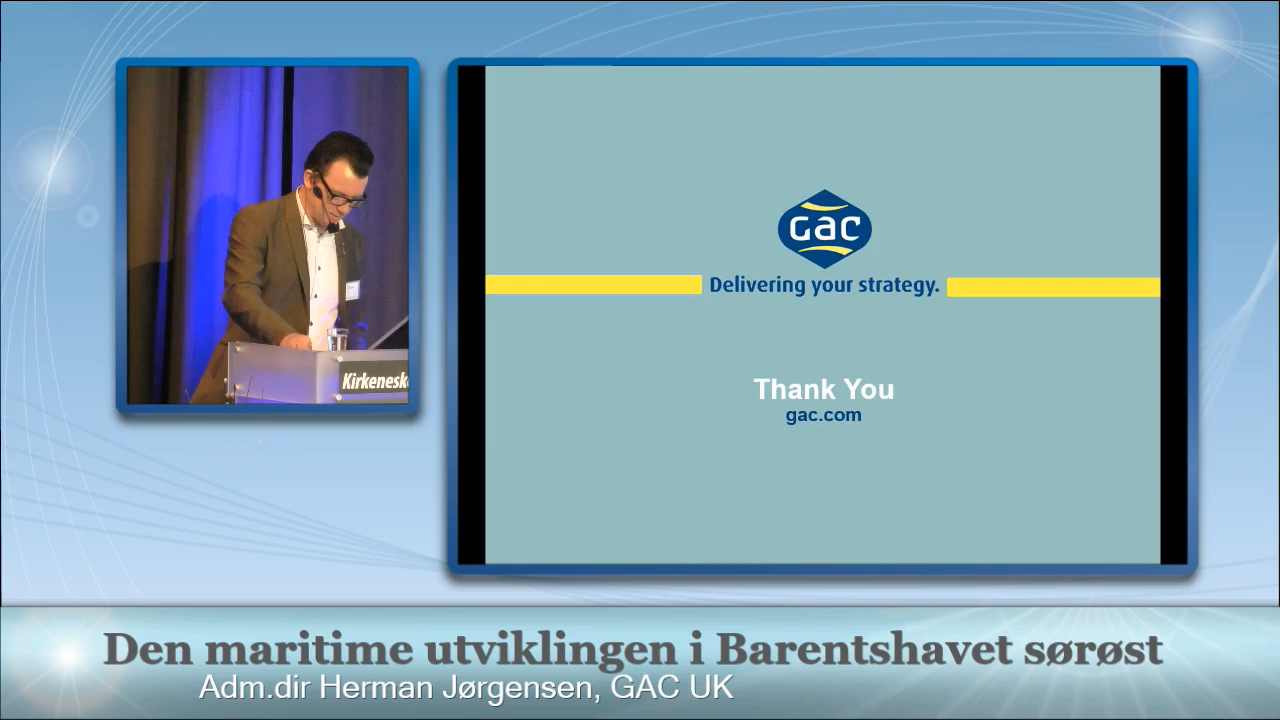 Kirkenesk
GAC
Delivering your strategy.
Thank You
gac.com
Den maritime utviklingen i Barentshavet sørøst
Adm.dir Herman Jørgensen, GAC UK